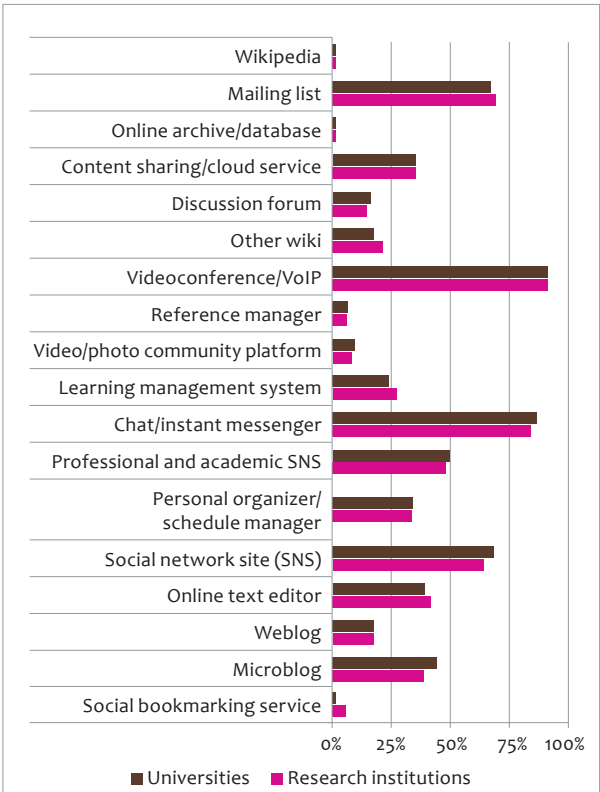 Wikipedia
Mailing list
Online archive/database
Content sharing/cloud service
Discussion forum
Other wiki
Videoconference/VoIP
Reference manager
Video/photo community platform
Learning management system
Chat/instant messenger
Professional and academic SNS
Personal organizer/
schedule manager
Social network site (SNS)
Online text editor
Weblog
Microblog
Social bookmarking service
0% 25% 50% 75% 100%
Universities Research institutions